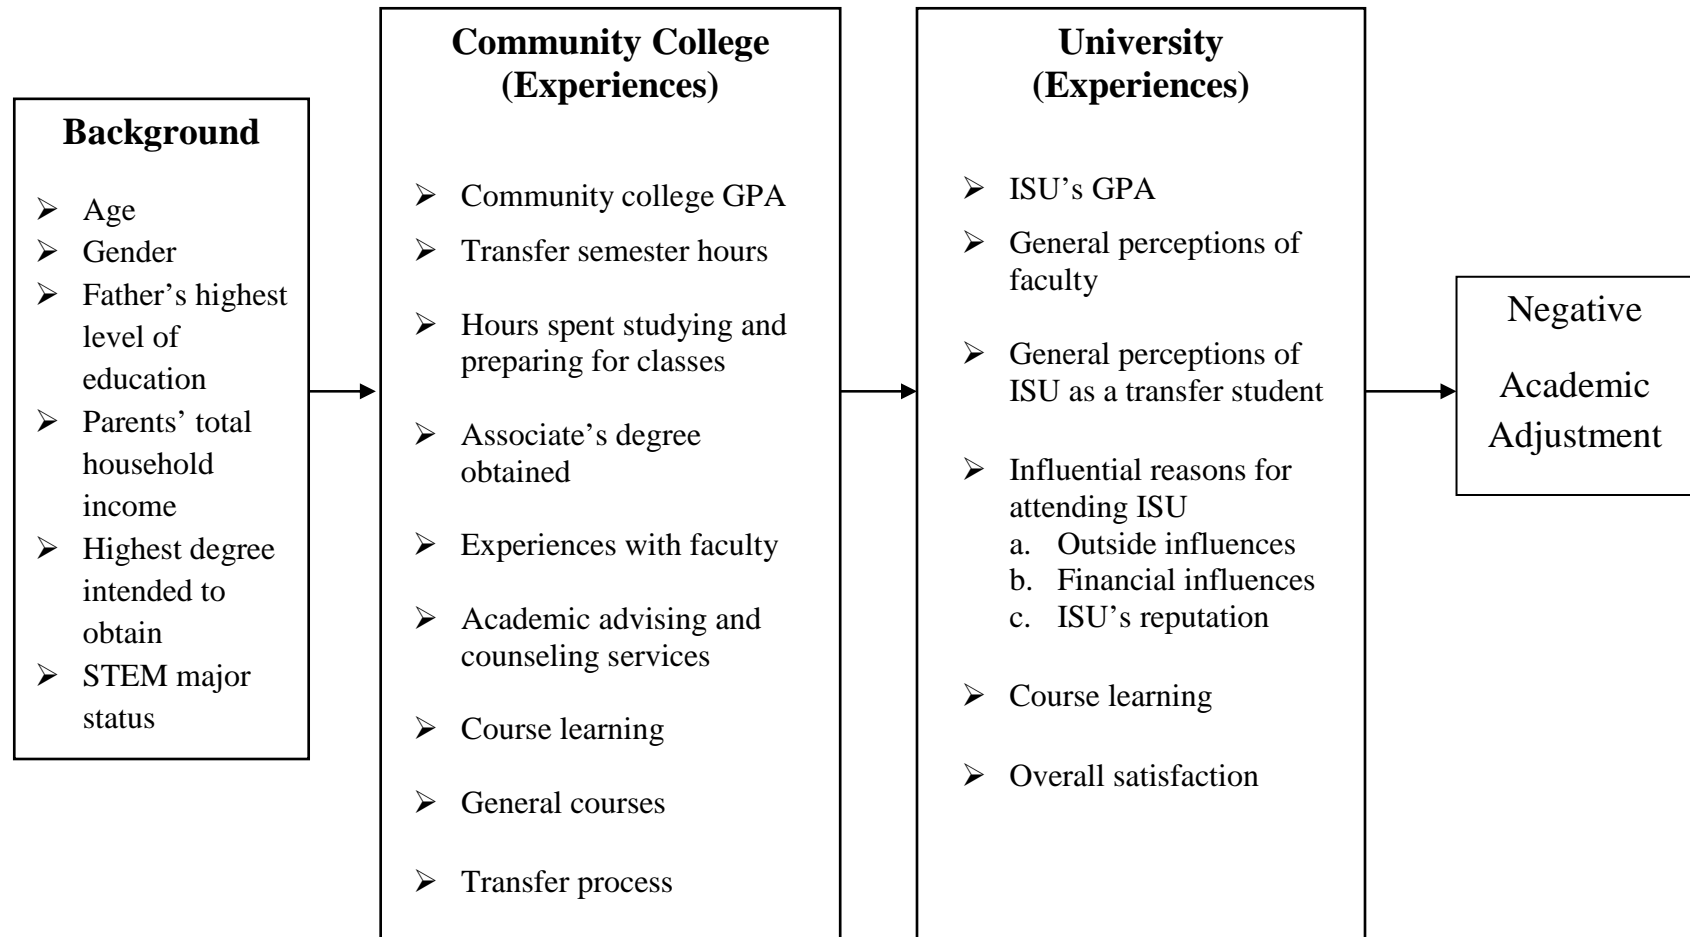 Background
➢ Age
➢ Gender
➢ Father’s highest
level of
education
➢ Parents’ total
household
income
➢ Highest degree
intended to
obtain
➢ STEM major
status
Community College
(Experiences)
➢ Community college GPA
➢ Transfer semester hours
➢ Hours spent studying and
preparing for classes
➢ Associate’s degree
obtained
➢ Experiences with faculty
➢ Academic advising and
counseling services
➢ Course learning
➢ General courses
➢ Transfer process
University
(Experiences)
➢ ISU’s GPA
➢ General perceptions of
faculty
➢ General perceptions of
ISU as a transfer student
➢ Influential reasons for
attending ISU
a. Outside influences
b. Financial influences
c. ISU’s reputation
➢ Course learning
➢ Overall satisfaction
Negative
Academic
Adjustment